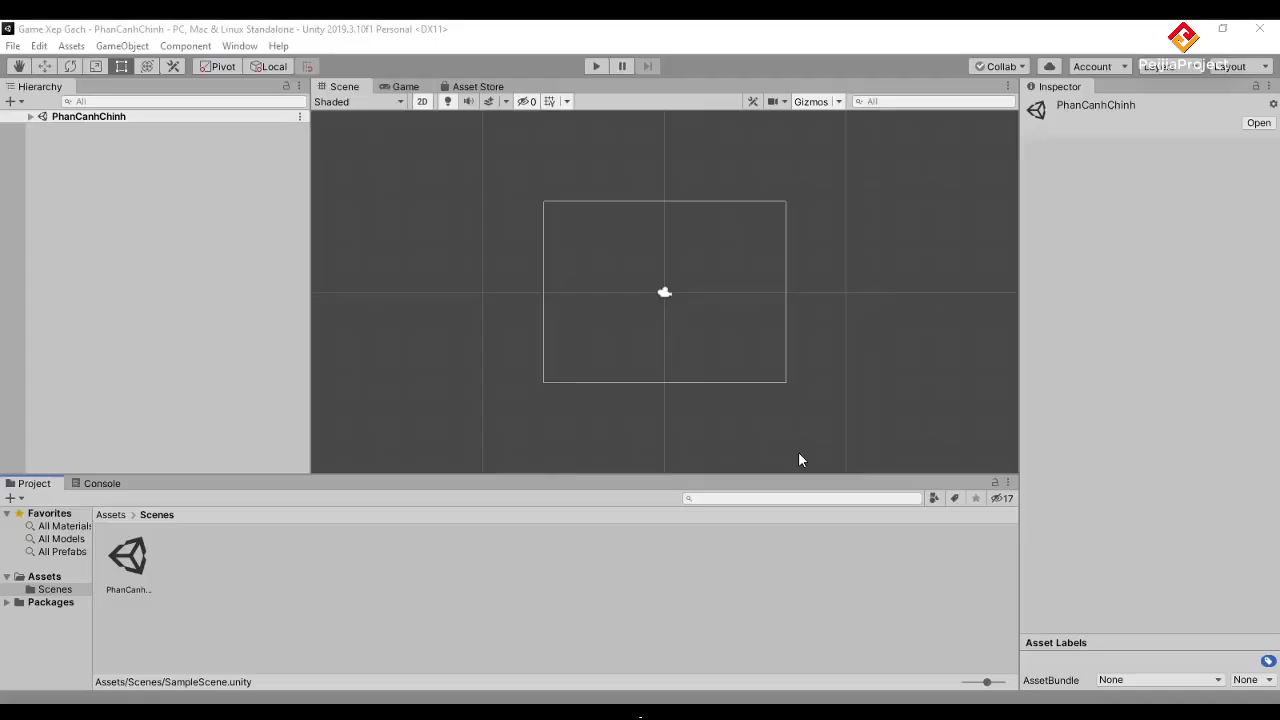 Game Xep Gach - PhanCanhChinh - PC, Mac & Linux Standalone - Unity 2019.3.10f1 Personal <DX11>
File Edit Assets GameObject Component Window Help
ReijiaProject
Pivot Local Collab Account Layout
Hierarchy Scene Game Asset Store Inspector
All Shaded 2D 0 Gizmos All
PhanCanhChinh
PhanCanhChinh
Open
Project Console
17
Favorites
All Materials
All Models
All Prefabs
Assets
Scenes
Packages
Assets > Scenes
PhanCanh...
Assets/Scenes/SampleScene.unity
Asset Labels
AssetBundle None None